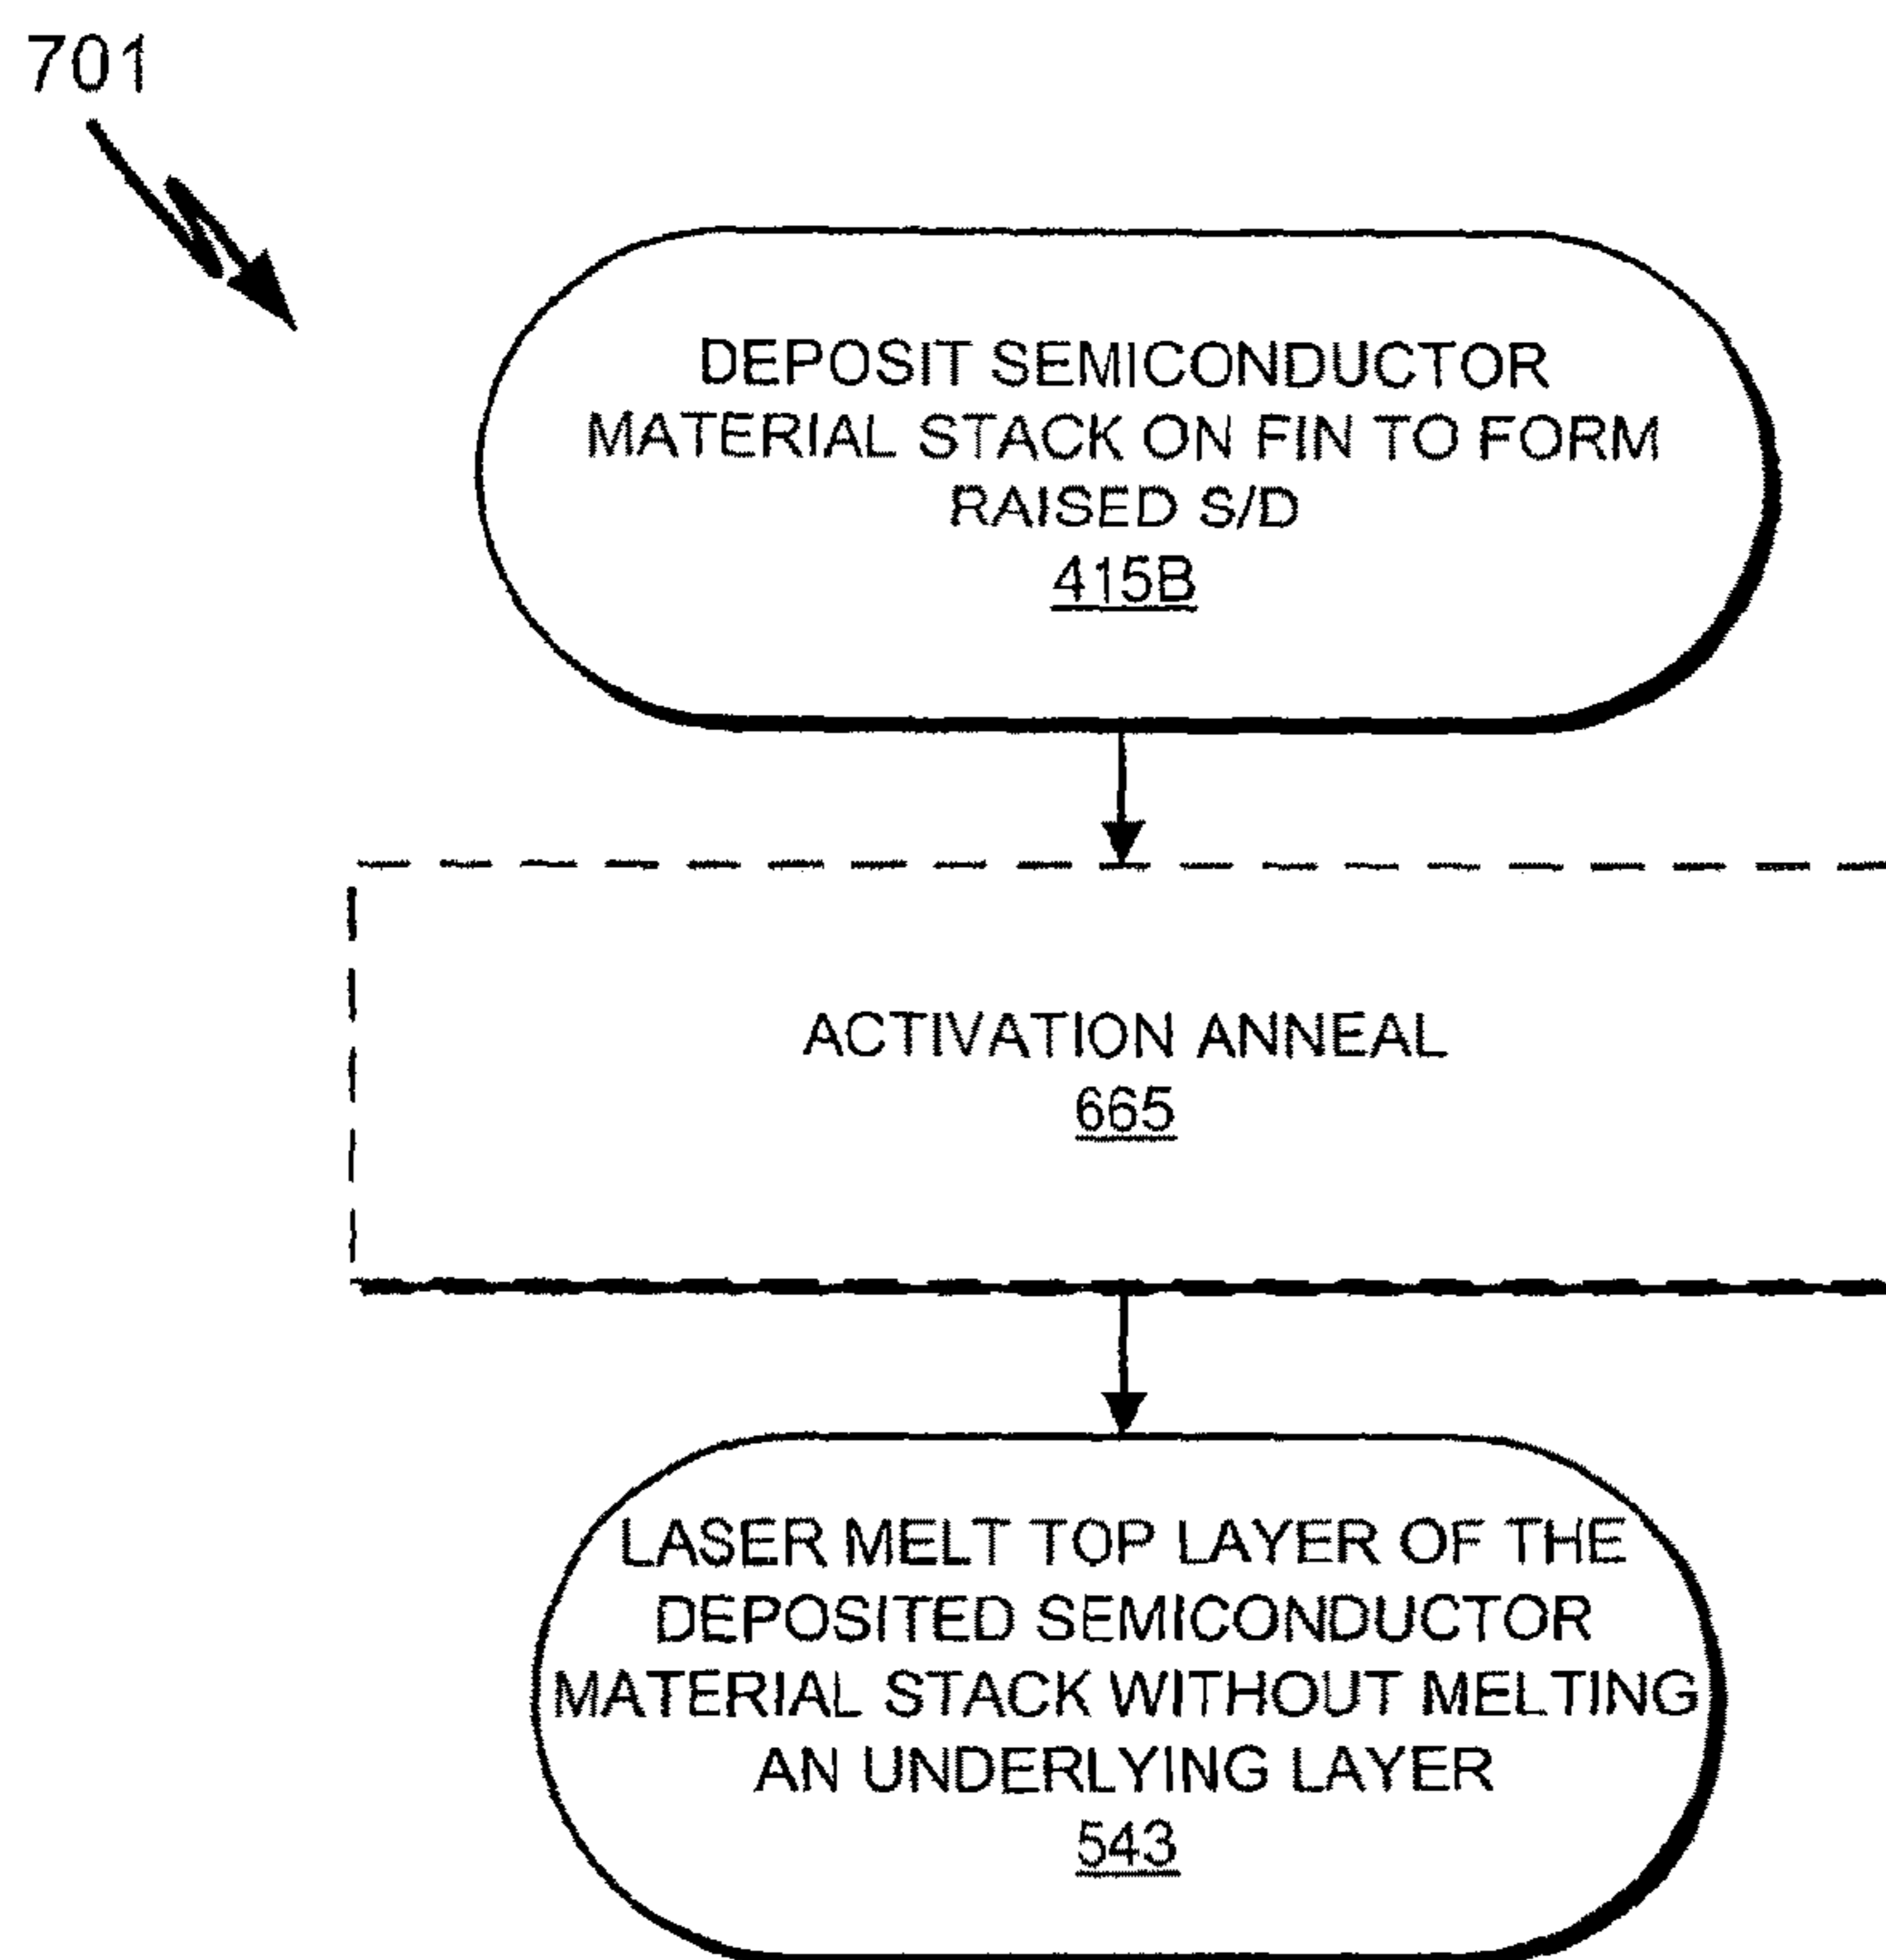 701
DEPOSIT SEMICONDUCTOR
MATERIAL STACK ON FIN TO FORM
RAISED S/D
415B
ACTIVATION ANNEAL
665
LASER MELT TOP LAYER OF THE
DEPOSITED SEMICONDUCTOR
MATERIAL STACK WITHOUT MELTING
AN UNDERLYING LAYER
543